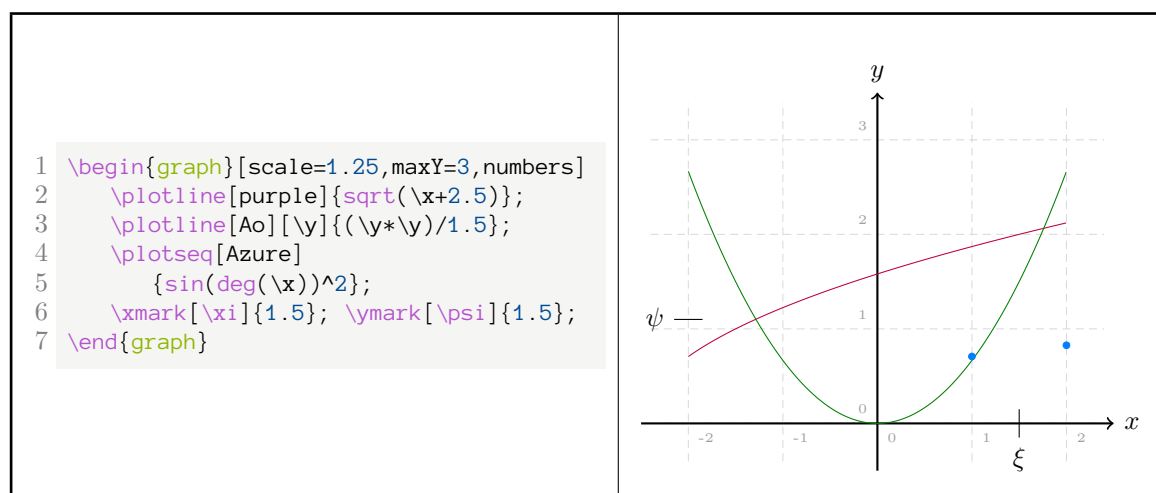 1 \begin{graph}[scale=1.25,maxY=3,numbers]
2 \plotline[purple]{sqrt(\x+2.5)};
3 \plotline[Ao][\y]{(\y*\y)/1.5};
4 \plotseq[Azure]
5 {sin(deg(\x))^2};
6 \xmark[\xi]{1.5}; \ymark[\psi]{1.5};
7 \end{graph}
y
3
2
1
ψ
0
x
-2 -1 0 1 2
ξ